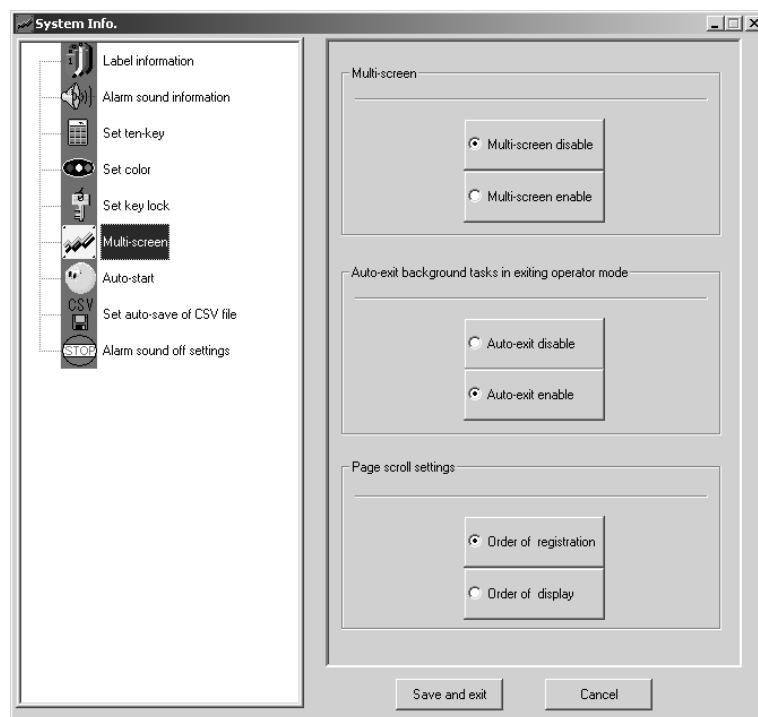 System Info.
Label information
Alarm sound information
Set ten-key
Set color
Set key lock
Multi-screen
Auto-start
CSV
Set auto-save of CSV file
STOP
Alarm sound off settings
Multi-screen
Multi-screen disable
Multi-screen enable
Auto-exit background tasks in exiting operator mode
Auto-exit disable
Auto-exit enable
Page scroll settings
Order of registration
Order of display
Save and exit
Cancel